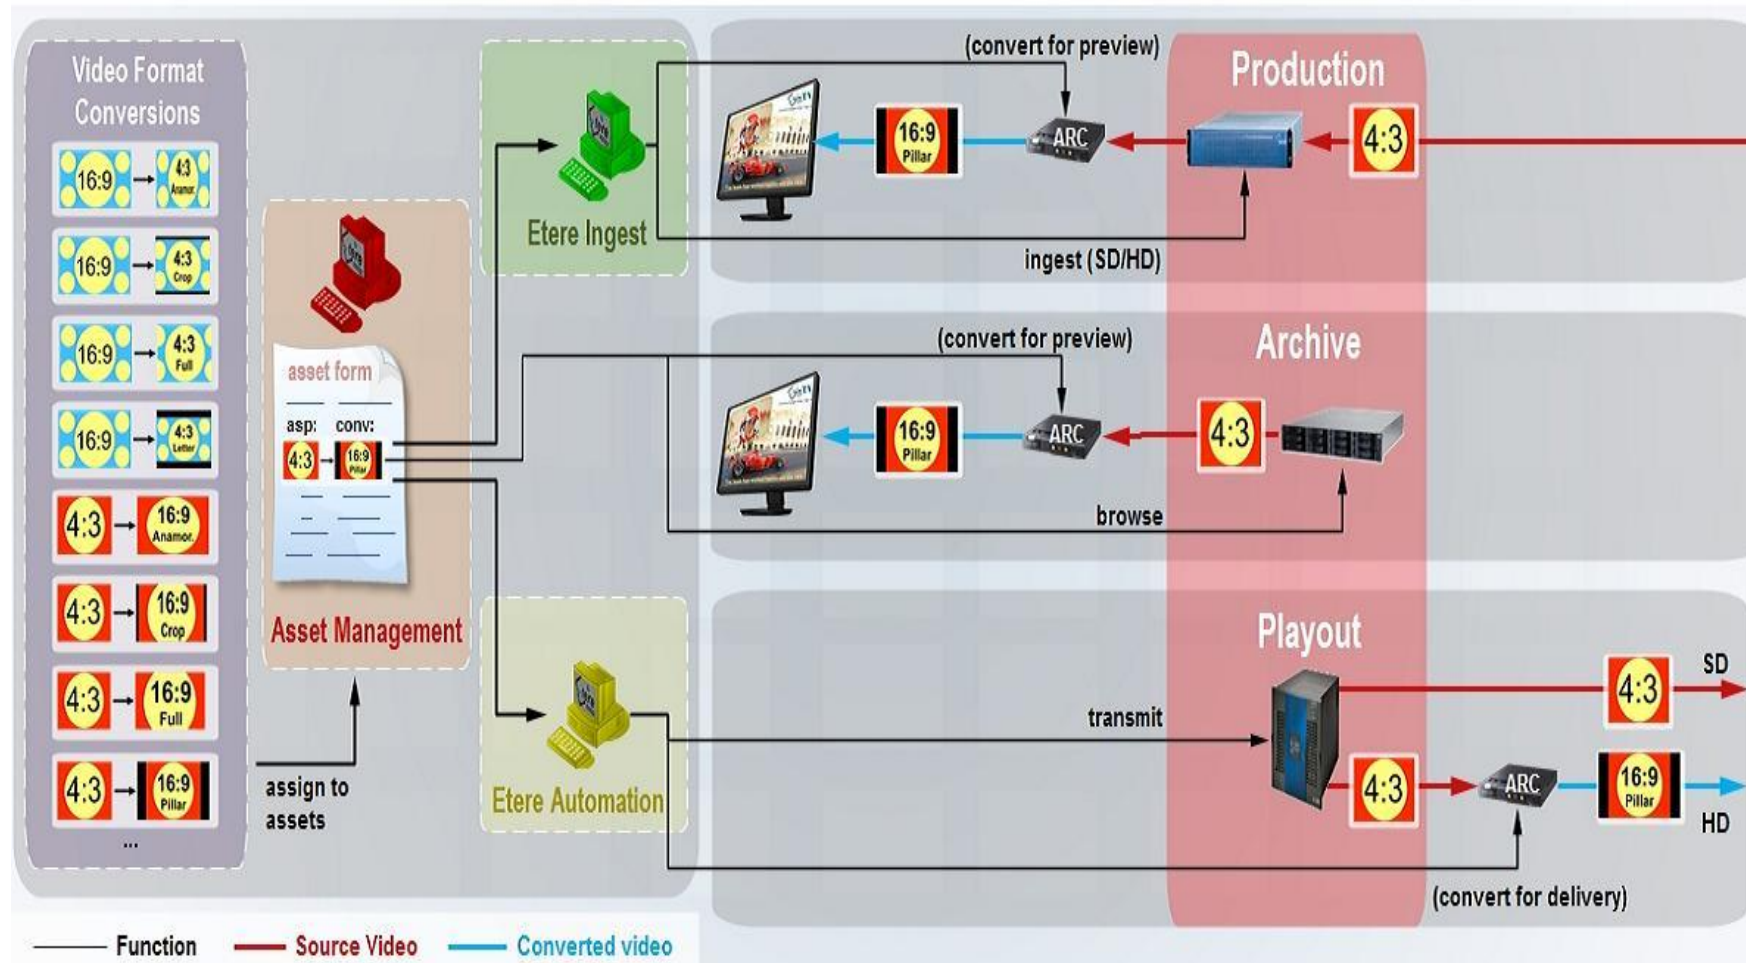 Video Format
Conversions
16:9
4:3
Anamor.
16:9
4:3
Crop
16:9
4:3
Full
16:9
4:3
Letter
4:3
16:9
Anamor.
4:3
16:9
Crop
4:3
16:9
Full
4:3
16:9
Pillar
...
assign to
assets
asset form
asp: conv:
4:3
16:9
Pillar
Asset Management
Etere Ingest
Etere Automation
(convert for preview)
Production
16:9
Pillar
ARC
4:3
ingest (SD/HD)
(convert for preview)
Archive
16:9
Pillar
ARC
4:3
browse
Playout
transmit
4:3
SD
4:3
ARC
16:9
Pillar
HD
(convert for delivery)
Function
Source Video
Converted video